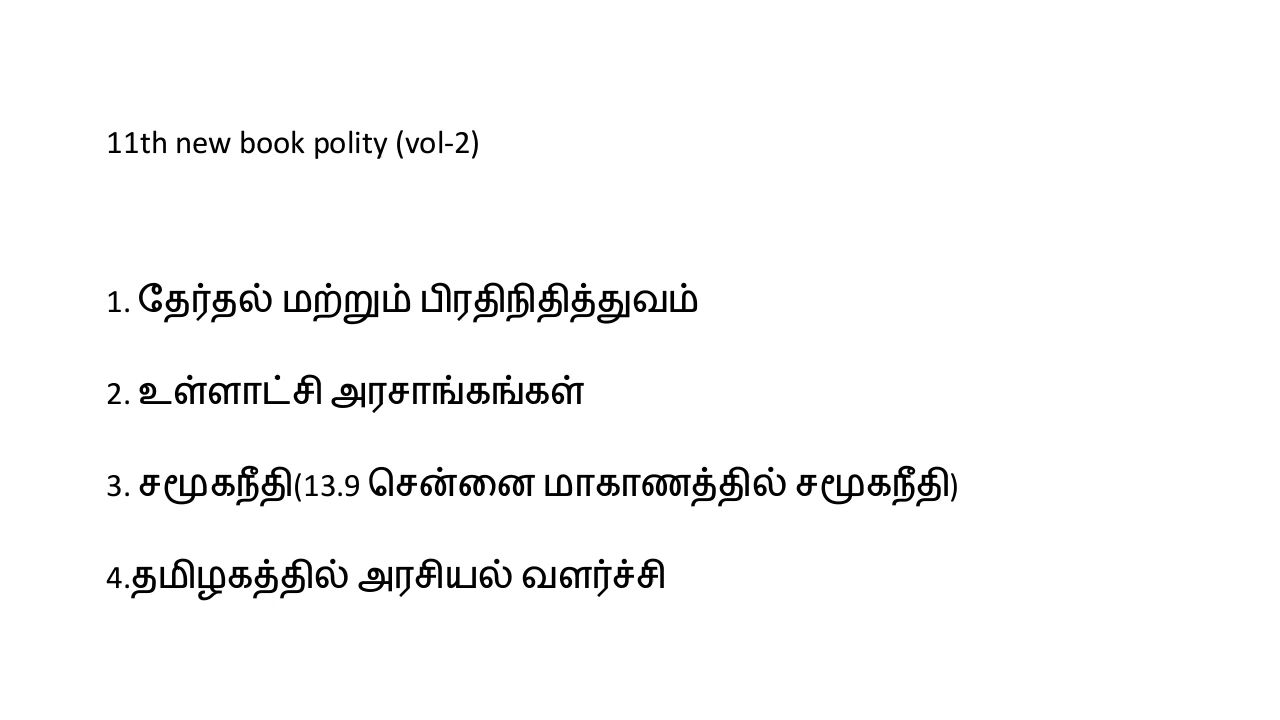 11th new book polity (vol-2)
1. தேர்தல் மற்றும் பிரதிநிதித்துவம்
2. உள்ளாட்சி அரசாங்கங்கள்
3. சமூகநீதி(13.9 சென்னை மாகாணத்தில் சமூகநீதி)
4.தமிழகத்தில் அரசியல் வளர்ச்சி